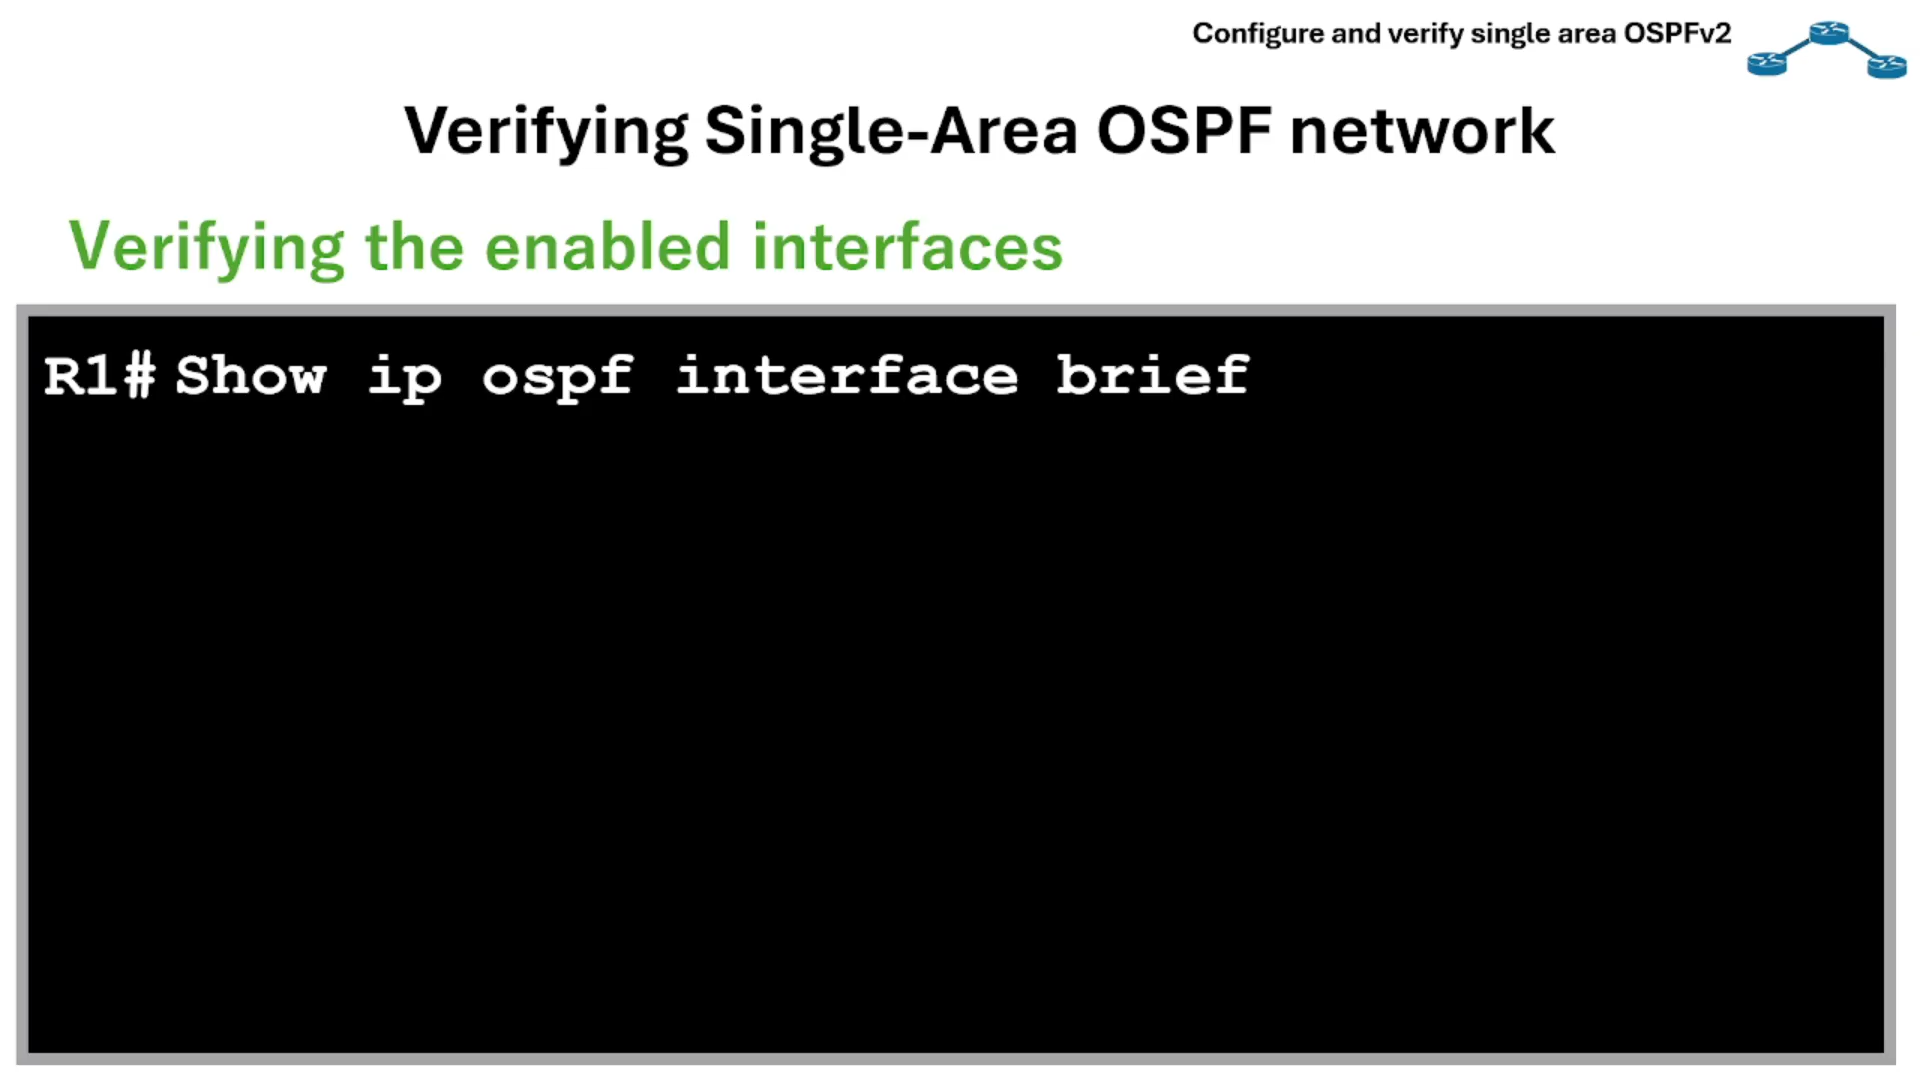 Configure and verify single area OSPFv2
Verifying Single-Area OSPF network
Verifying the enabled interfaces
R1# Show ip ospf interface brief